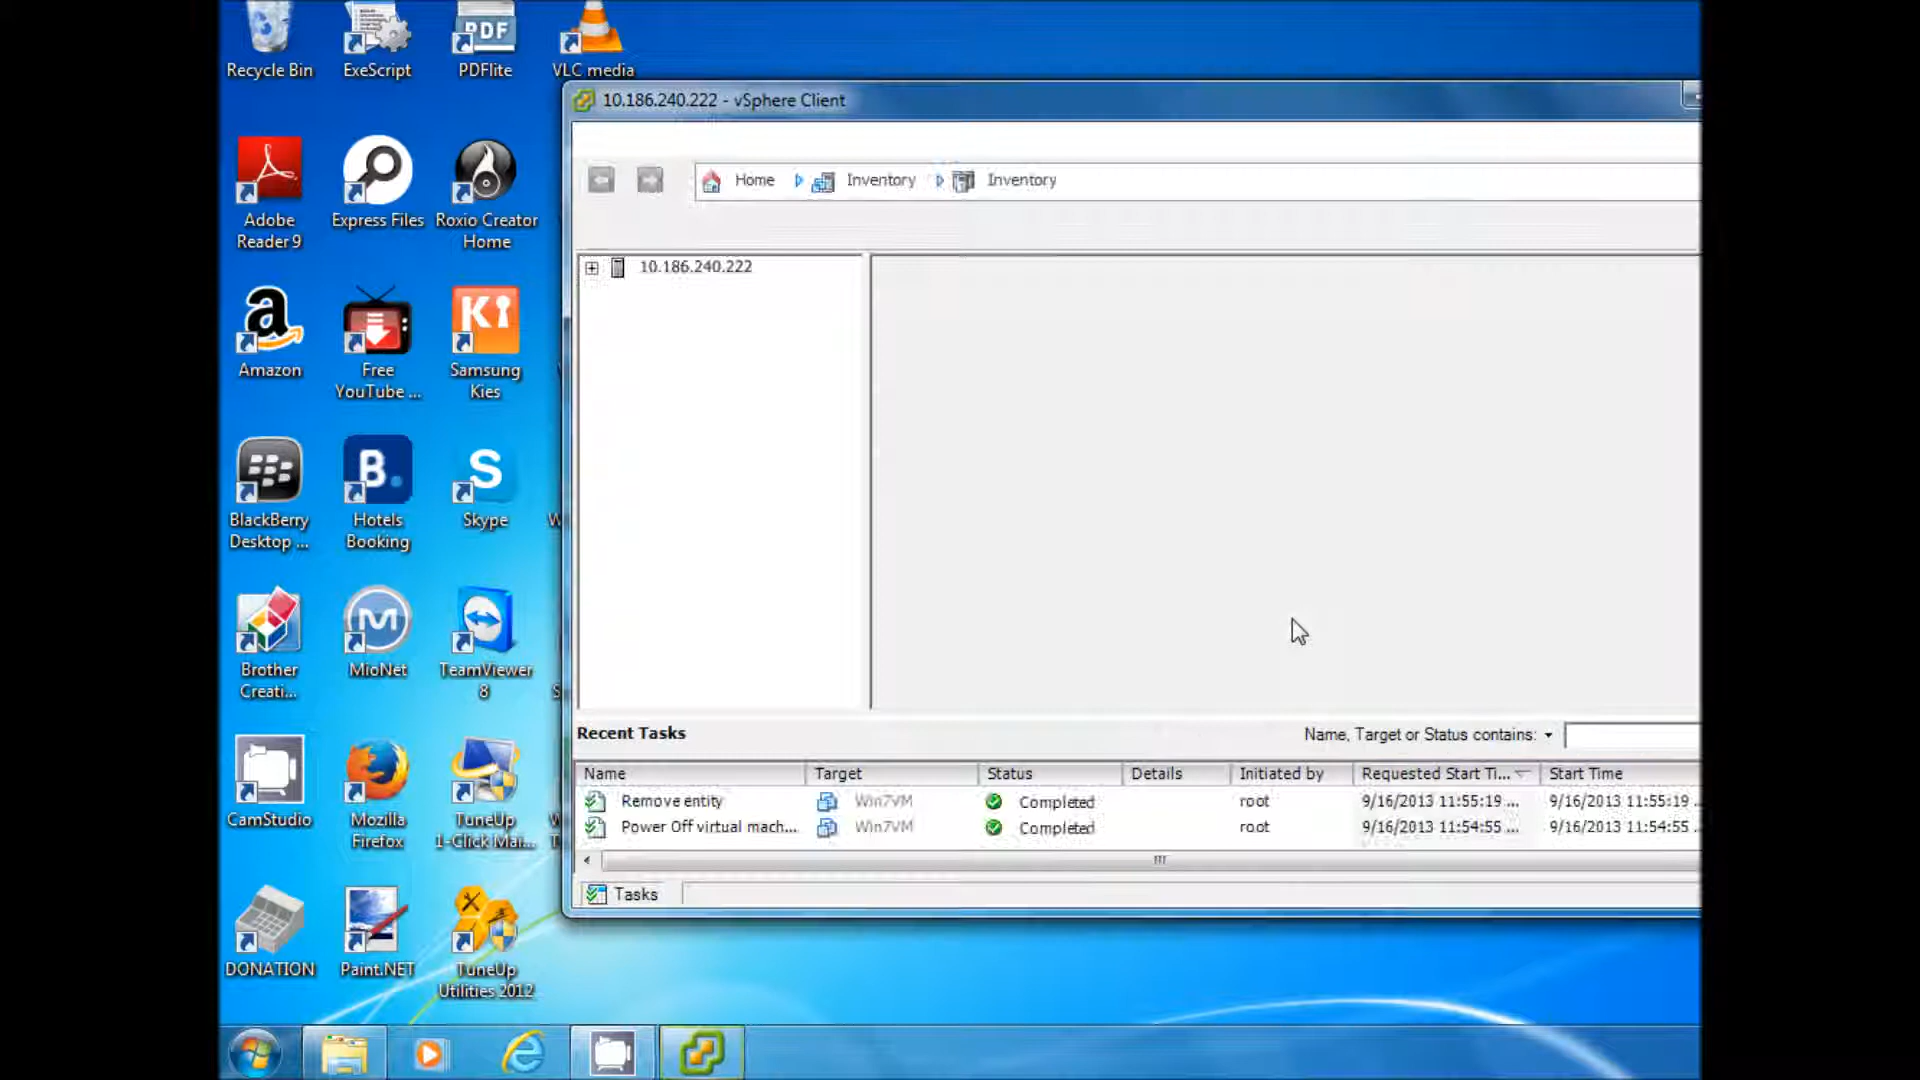 Recycle Bin
ExeScript
PDF
PDFlite
VLC media
10.186.240.222 - vSphere Client
Home
Inventory
Inventory
10.186.240.222
Adobe
Reader 9
Express Files
Roxio Creator
Home
a
Amazon
Free
YouTube ...
Ki
Samsung
Kies
BlackBerry
Desktop ...
B.
Hotels
Booking
S
Skype
W
Brother
Creati...
M
MioNet
TeamViewer
8
S
Recent Tasks
Name, Target or Status contains:
Name Target Status Details Initiated by Requested Start Ti... Start Time
Remove entity Win7VM Completed root 9/16/2013 11:55:19 ... 9/16/2013 11:55:19 ...
Power Off virtual mach... Win7VM Completed root 9/16/2013 11:54:55 ... 9/16/2013 11:54:55 ...
Tasks
CamStudio
Mozilla
Firefox
TuneUp
1-Click Mai...
W
T
DONATION
Paint.NET
TuneUp
Utilities 2012